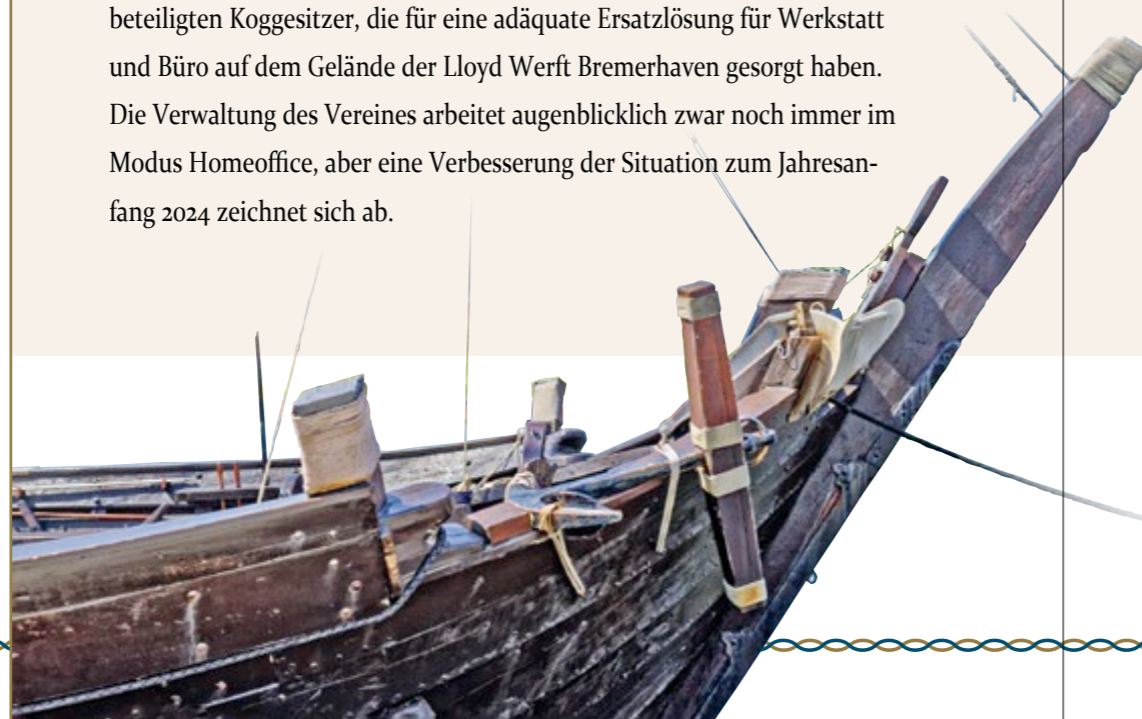 beteiligten Koggesitzer, die für eine adäquate Ersatzlösung für Werkstatt
und Büro auf dem Gelände der Lloyd Werft Bremerhaven gesorgt haben.
Die Verwaltung des Vereines arbeitet augenblicklich zwar noch immer im
Modus Homeoffice, aber eine Verbesserung der Situation zum Jahresan-
fang 2024 zeichnet sich ab.